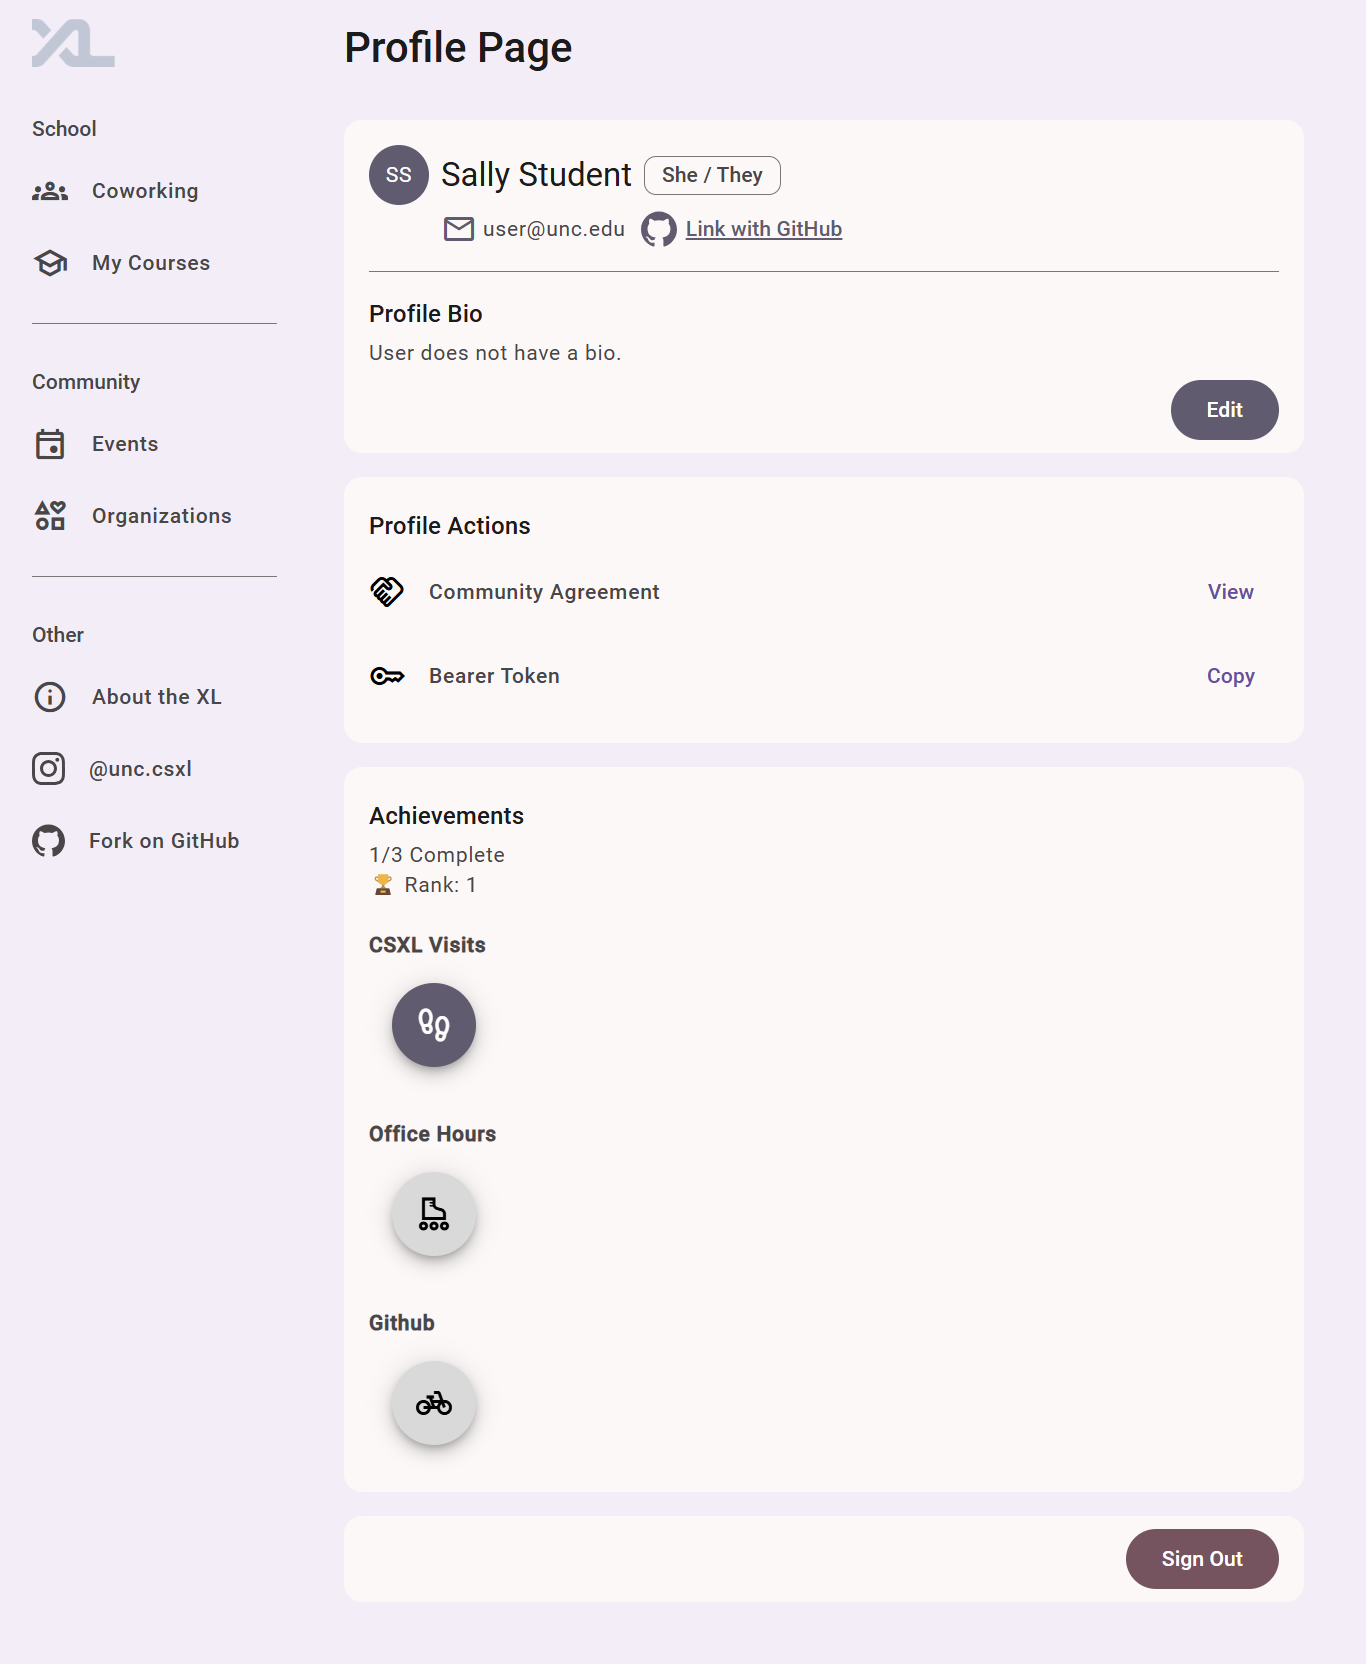 XL
Profile Page
School
Coworking
My Courses
Community
Events
Organizations
Other
About the XL
@unc.csxl
Fork on GitHub
SS
Sally Student
She / They
user@unc.edu
Link with GitHub
Profile Bio
User does not have a bio.
Edit
Profile Actions
Community Agreement
View
Bearer Token
Copy
Achievements
1/3 Complete
Rank: 1
CSXL Visits
Office Hours
Github
Sign Out